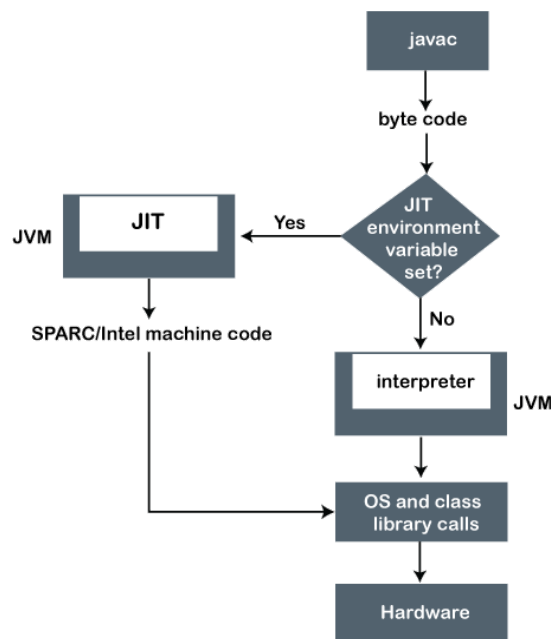 javac
byte code
JIT
environment
variable
set?
Yes
JIT
JVM
SPARC/Intel machine code
No
interpreter
JVM
OS and class
library calls
Hardware